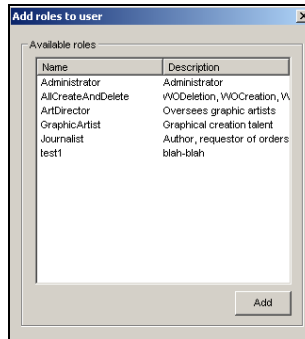 Add roles to user
Available roles
Name Description
Administrator Administrator
AllCreateAndDelete WODeletion, WOCreation, W
ArtDirector Oversees graphic artists
GraphicArtist Graphical creation talent
Journalist Author, requestor of orders
test1 blah-blah
Add